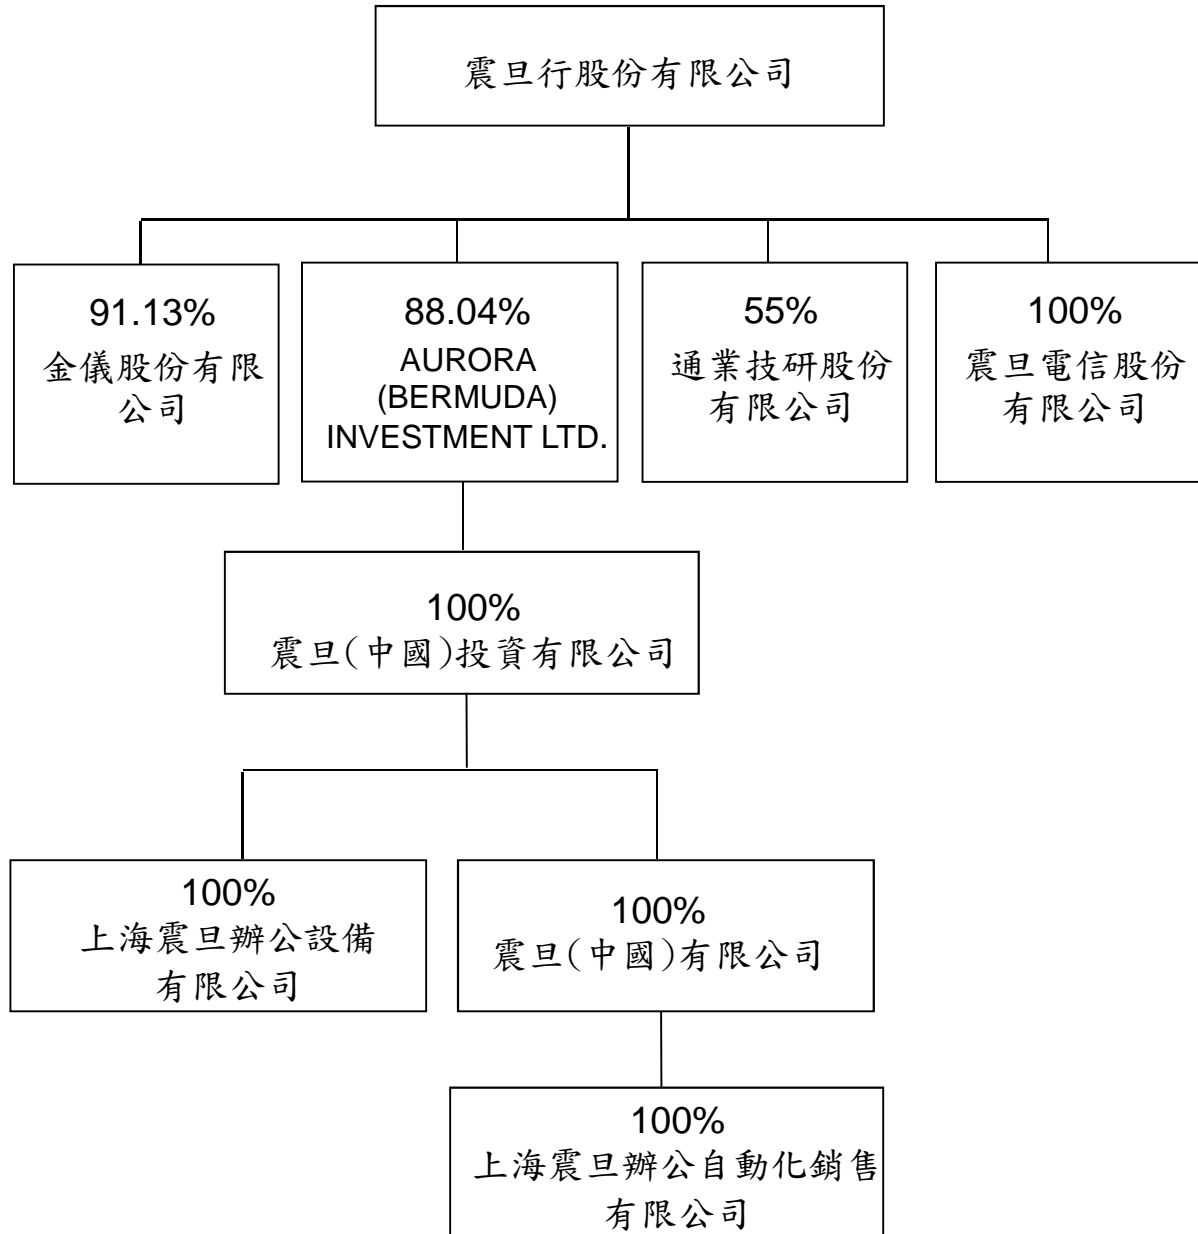 震旦行股份有限公司
91.13%
金儀股份有限
公司
88.04%
AURORA
(BERMUDA)
INVESTMENT LTD.
55%
通業技研股份
有限公司
100%
震旦電信股份
有限公司
100%
震旦(中國)投資有限公司
100%
上海震旦辦公設備
有限公司
100%
震旦(中國)有限公司
100%
上海震旦辦公自動化銷售
有限公司